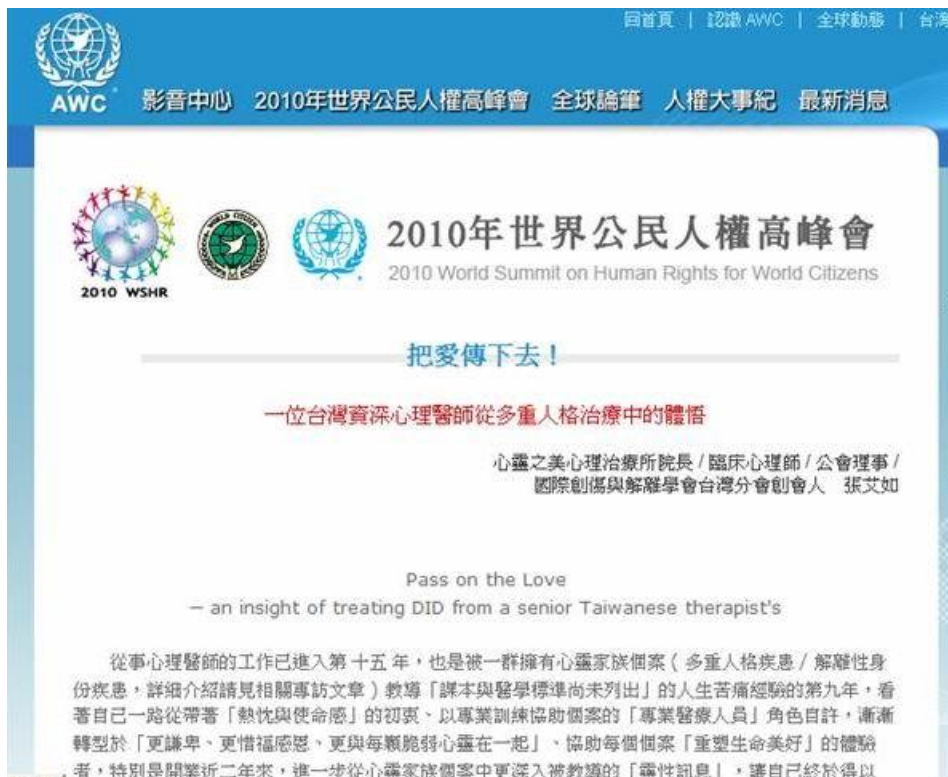 回首頁 | 認識 AWC | 全球動態 | 台灣
AWC 影音中心 2010年世界公民人權高峰會 全球論筆 人權大事紀 最新消息
WORLD CITIZEN
2010 WSHR
2010年世界公民人權高峰會
2010 World Summit on Human Rights for World Citizens
把愛傳下去！
一位台灣資深心理醫師從多重人格治療中的體悟
心靈之美心理治療所院長 / 臨床心理師 / 公會理事 /
國際創傷與解離學會台灣分會創會人 張艾如
Pass on the Love
— an insight of treating DID from a senior Taiwanese therapist's
從事心理醫師的工作已進入第 十五 年，也是被一群擁有心靈家族個案 ( 多重人格疾患 / 解離性身
份疾患，詳細介紹請見相關專訪文章 ) 教導「課本與醫學標準尚未列出」的人生苦痛經驗的第九年，看
著自己一路從帶著「熱忱與使命感」的初衷、以專業訓練協助個案的「專業醫療人員」角色自許，漸漸
轉型於「更謙卑、更惜福感恩、更與每顆脆弱心靈在一起」、協助每個個案「重塑生命美好」的體驗
者，特別是開業近二年來，進一步從心靈家族個案中更深入被教導的「靈性訊息」，讓自己終於得以